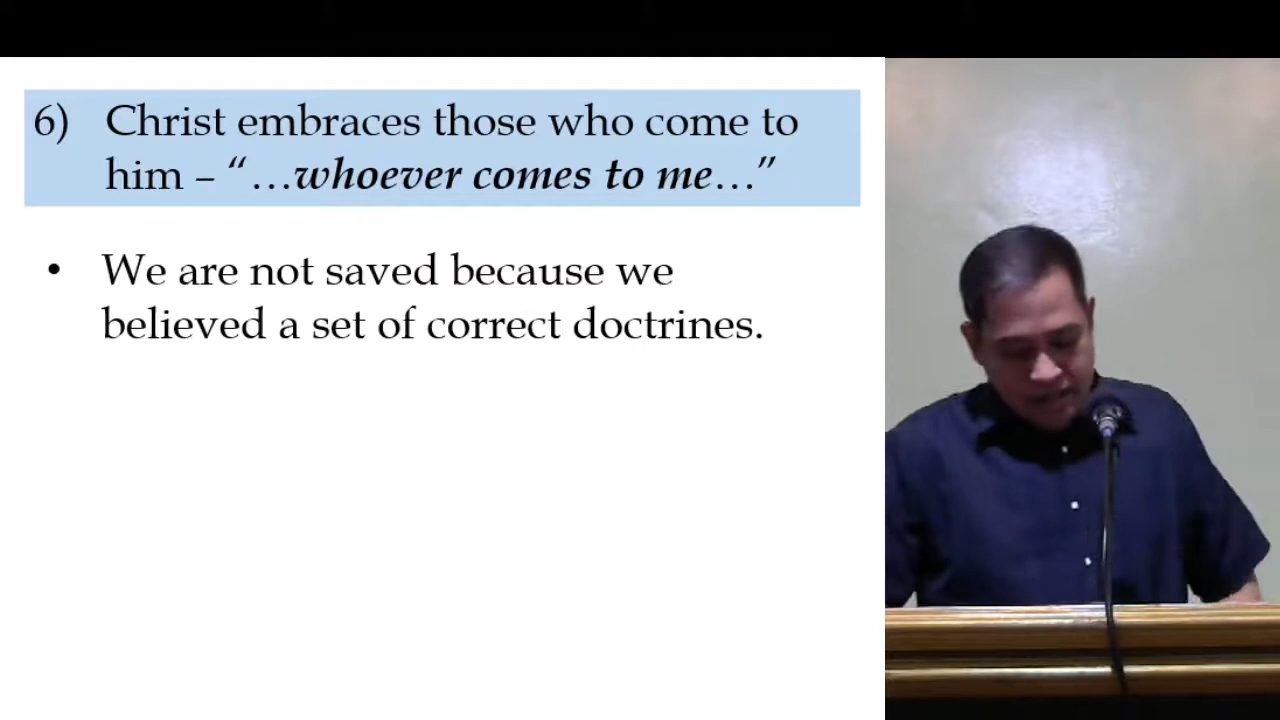 6) Christ embraces those who come to
him – “…whoever comes to me…”
• We are not saved because we
believed a set of correct doctrines.